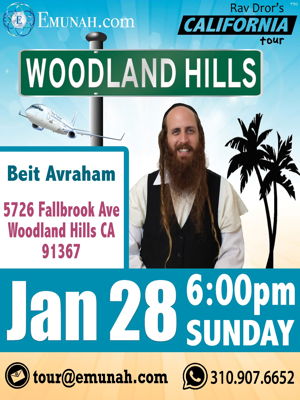 EMUNAH.com
Rav Dror's
CALIFORNIA
tour
WOODLAND HILLS
Beit Avraham
5726 Fallbrook Ave
Woodland Hills CA
91367
Jan 28
6:00pm
SUNDAY
tour@emunah.com
310.907.6652